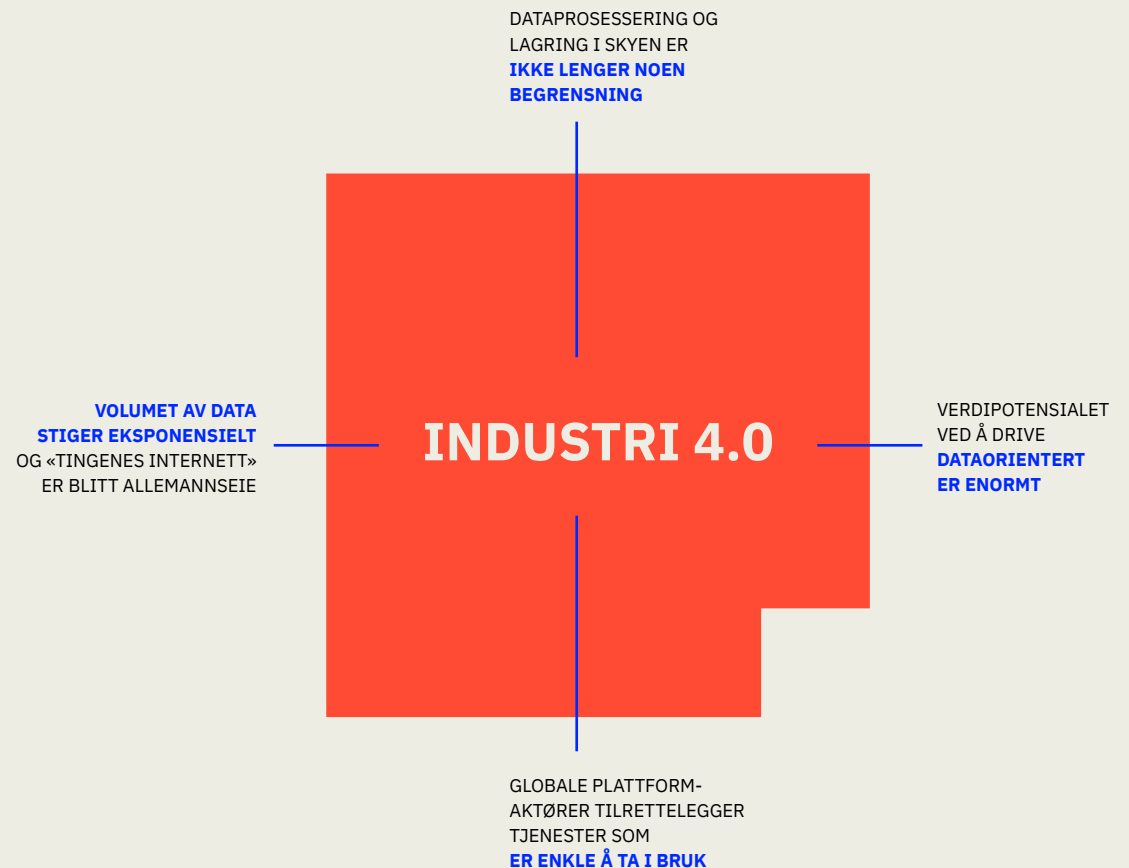 DATAPROSESSERING OG
LAGRING I SKYEN ER
IKKE LENGER NOEN
BEGRENSNING
VOLUMET AV DATA
STIGER EKSPONENSIELT
OG «TINGENES INTERNETT»
ER BLITT ALLEMANNSEIE
INDUSTRI 4.0
VERDIPOTENSIALET
VED Å DRIVE
DATAORIENTERT
ER ENORMT
GLOBALE PLATTFORM-
AKTØRER TILRETTELEGGER
TJENESTER SOM
ER ENKLE Å TA I BRUK